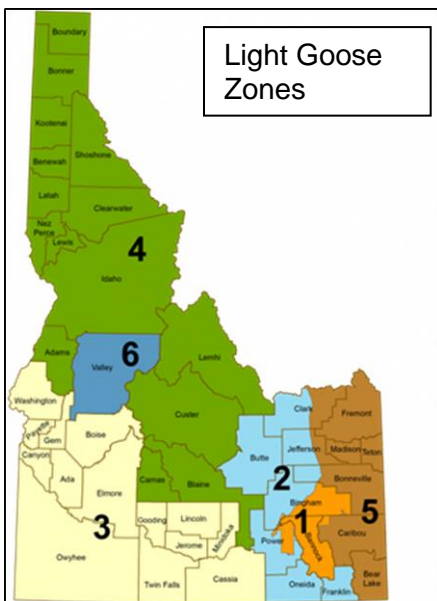 Light Goose
Zones
Boundary
Bonner
Kootenai
Shoshone
Benewah
Latah
Clearwater
Nez
Perce
Lewis
4
Idaho
Adams
Valley
6
Lemhi
Washington
Payette
Gem
Boise
Custer
Canyon
Ada
Elmore
Camas
Blaine
Butte
Clark
Fremont
Jefferson
Madison
Teton
2
Bonneville
Bingham
3
Gooding
Lincoln
Jerome
Minidoka
Power
1
Bannock
5
Caribou
Owyhee
Twin Falls
Cassia
Oneida
Franklin
Bear
Lake